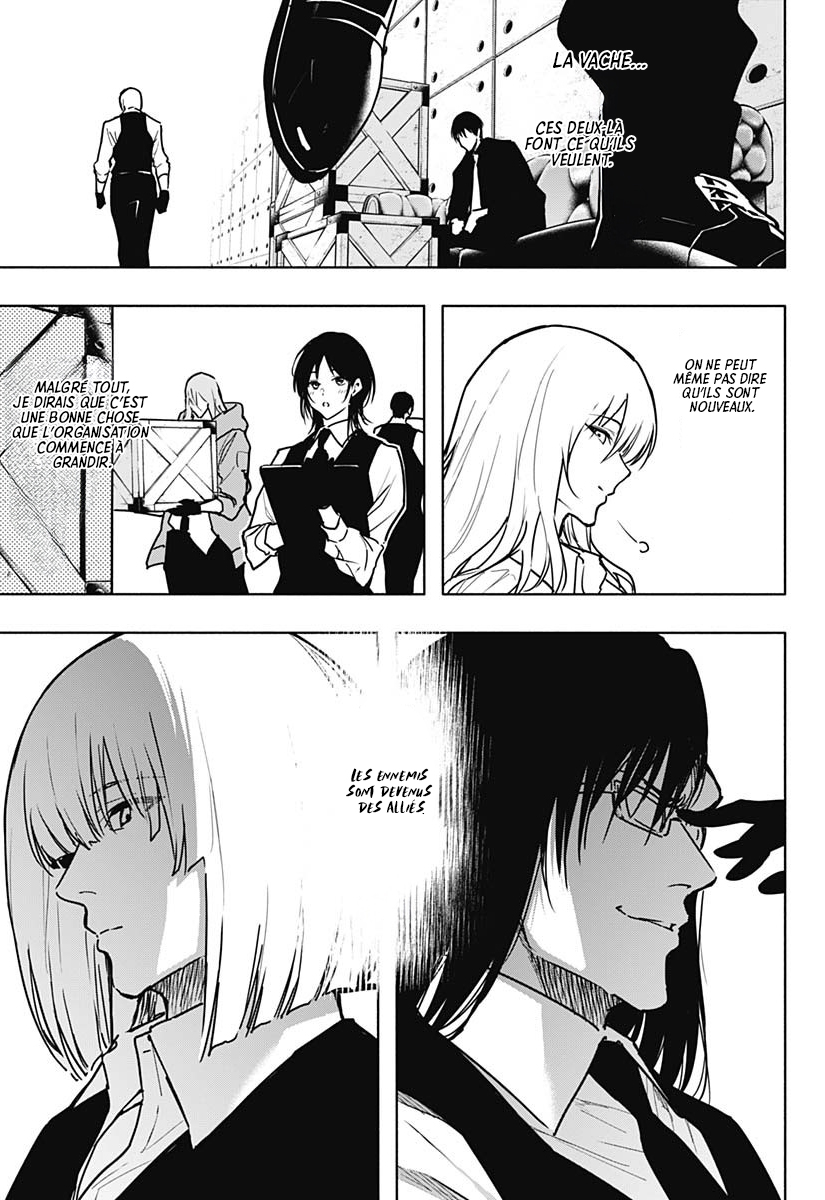 LA VACHE...
CES DEUX-LÀ
FONT CE QU'ILS
VEULENT.
ON NE PEUT
MÊME PAS DIRE
QU'ILS SONT
NOUVEAUX.
MALGRÉ TOUT,
JE DIRAIS QUE C'EST
UNE BONNE CHOSE
QUE L'ORGANISATION
COMMENCE À
GRANDIR.
LES ENNEMIS
SONT DEVENUS
DES ALLIÉS.